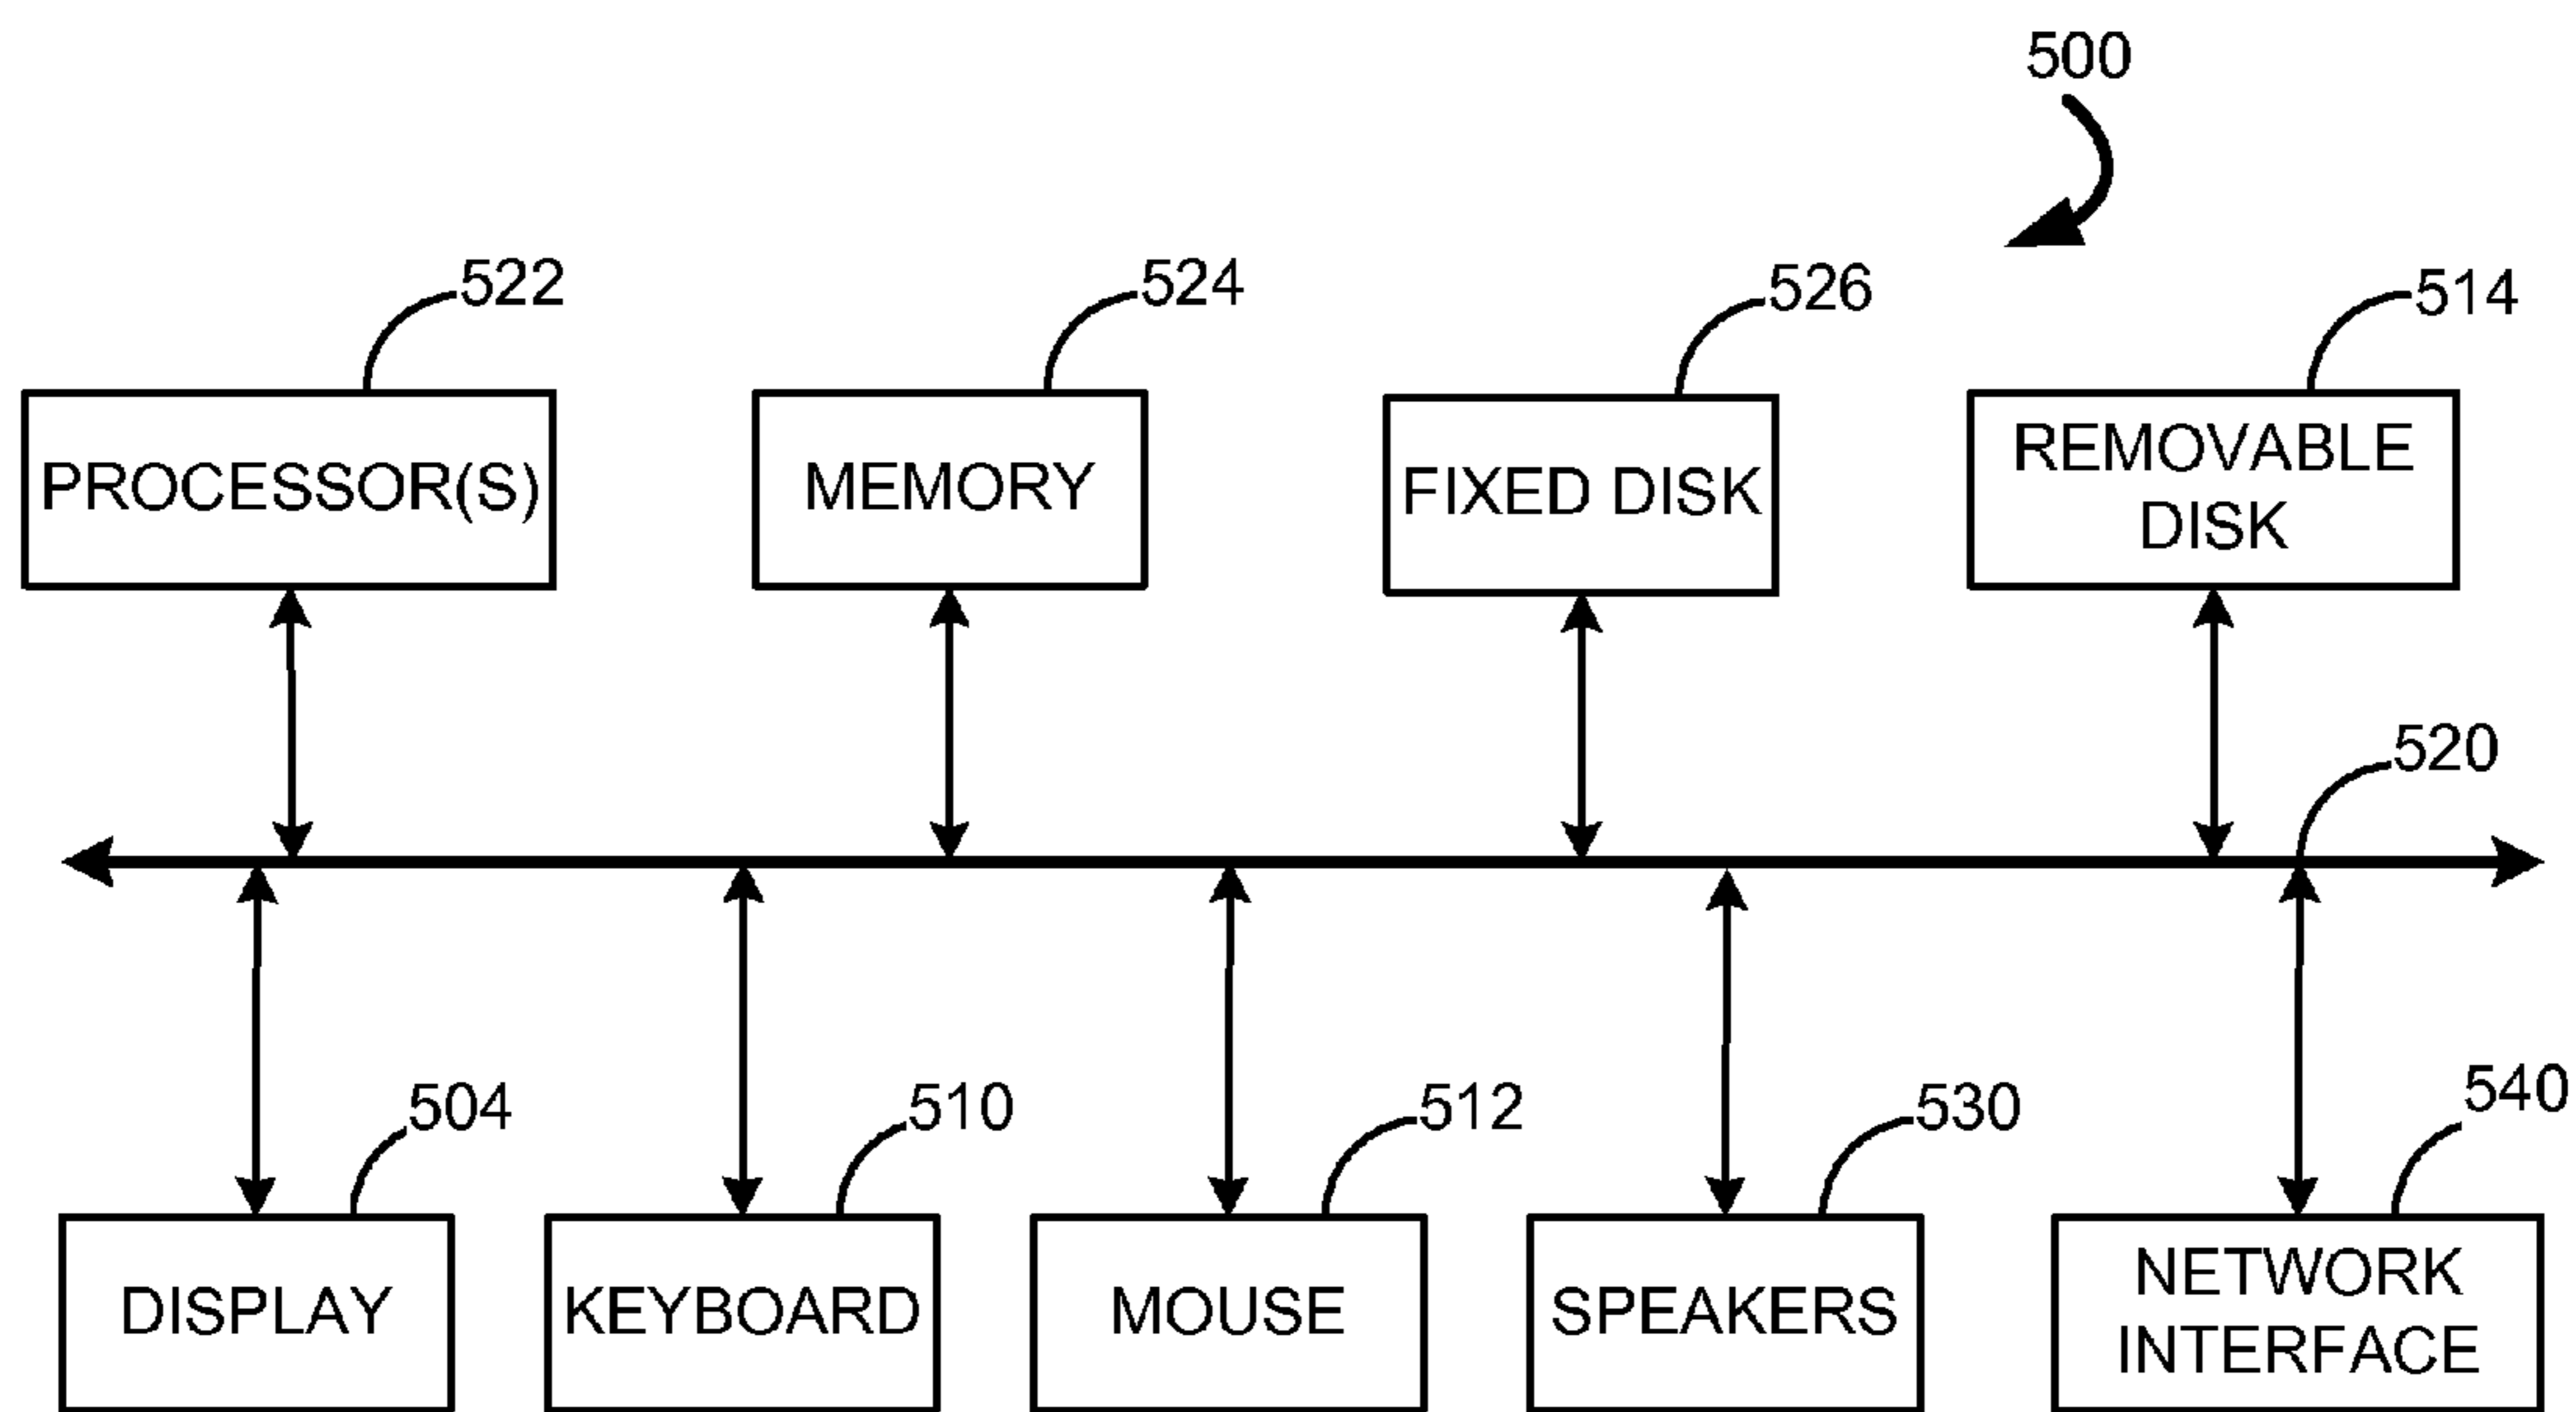 500
522
524
526
514
PROCESSOR(S)
MEMORY
FIXED DISK
REMOVABLE
DISK
520
504
510
512
530
540
DISPLAY
KEYBOARD
MOUSE
SPEAKERS
NETWORK
INTERFACE